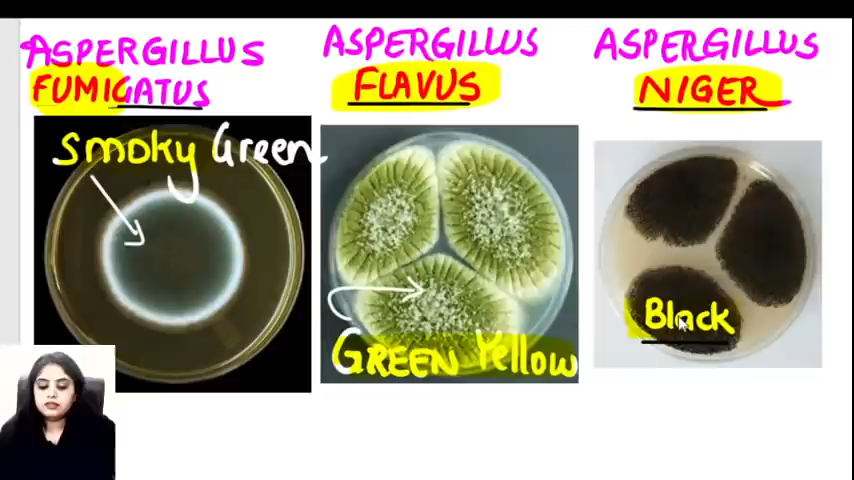 ASPERGILLUS
FUMIGATUS
Smoky Green
ASPERGILLUS
FLAVUS
GREEN Yellow
ASPERGILLUS
NIGER
Black